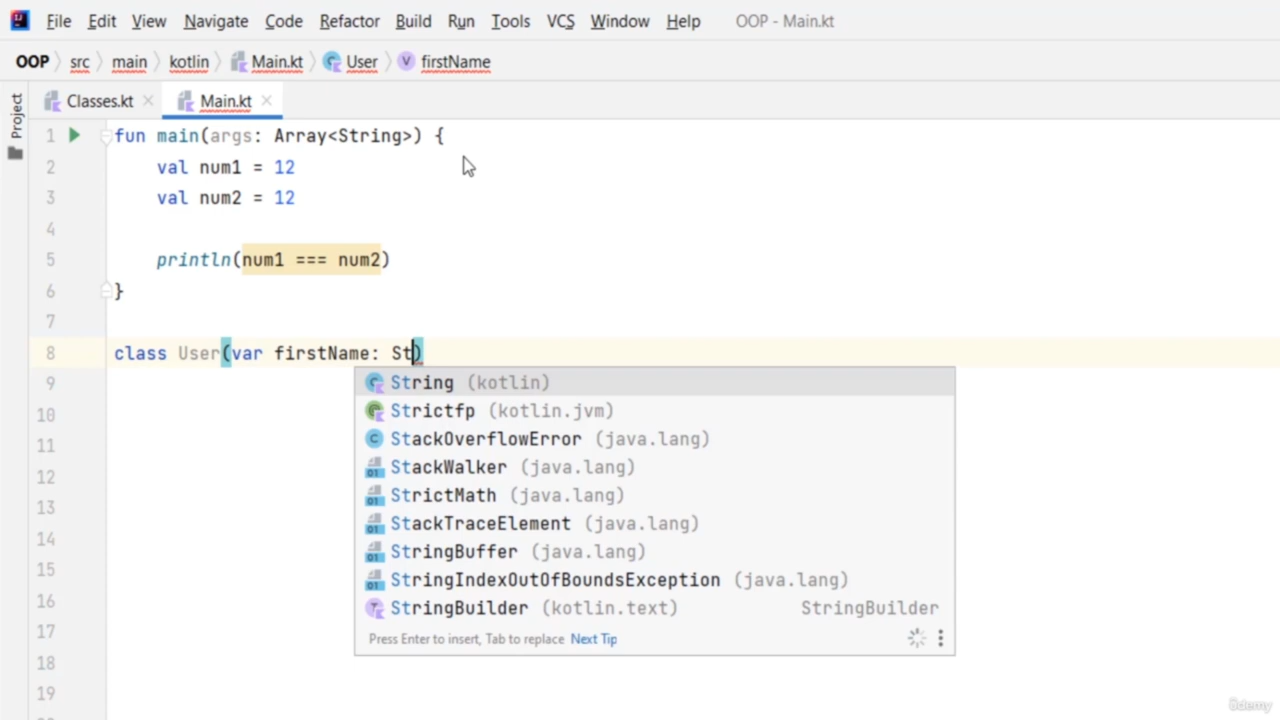 File Edit View Navigate Code Refactor Build Run Tools VCS Window Help OOP - Main.kt
OOP src main kotlin Main.kt User firstName
Project
Classes.kt Main.kt
1 fun main(args: Array<String>) {
2 val num1 = 12
3 val num2 = 12
4
5 println(num1 === num2)
6 }
7
8 class User(var firstName: St)
9
String (kotlin)
10
Strictfp (kotlin.jvm)
11
StackOverflowError (java.lang)
12
StackWalker (java.lang)
StrictMath (java.lang)
13
StackTraceElement (java.lang)
14
StringBuffer (java.lang)
15
StringIndexOutOfBoundsException (java.lang)
16
StringBuilder (kotlin.text) StringBuilder
17
Press Enter to insert, Tab to replace Next Tip
18
19
ûdemy